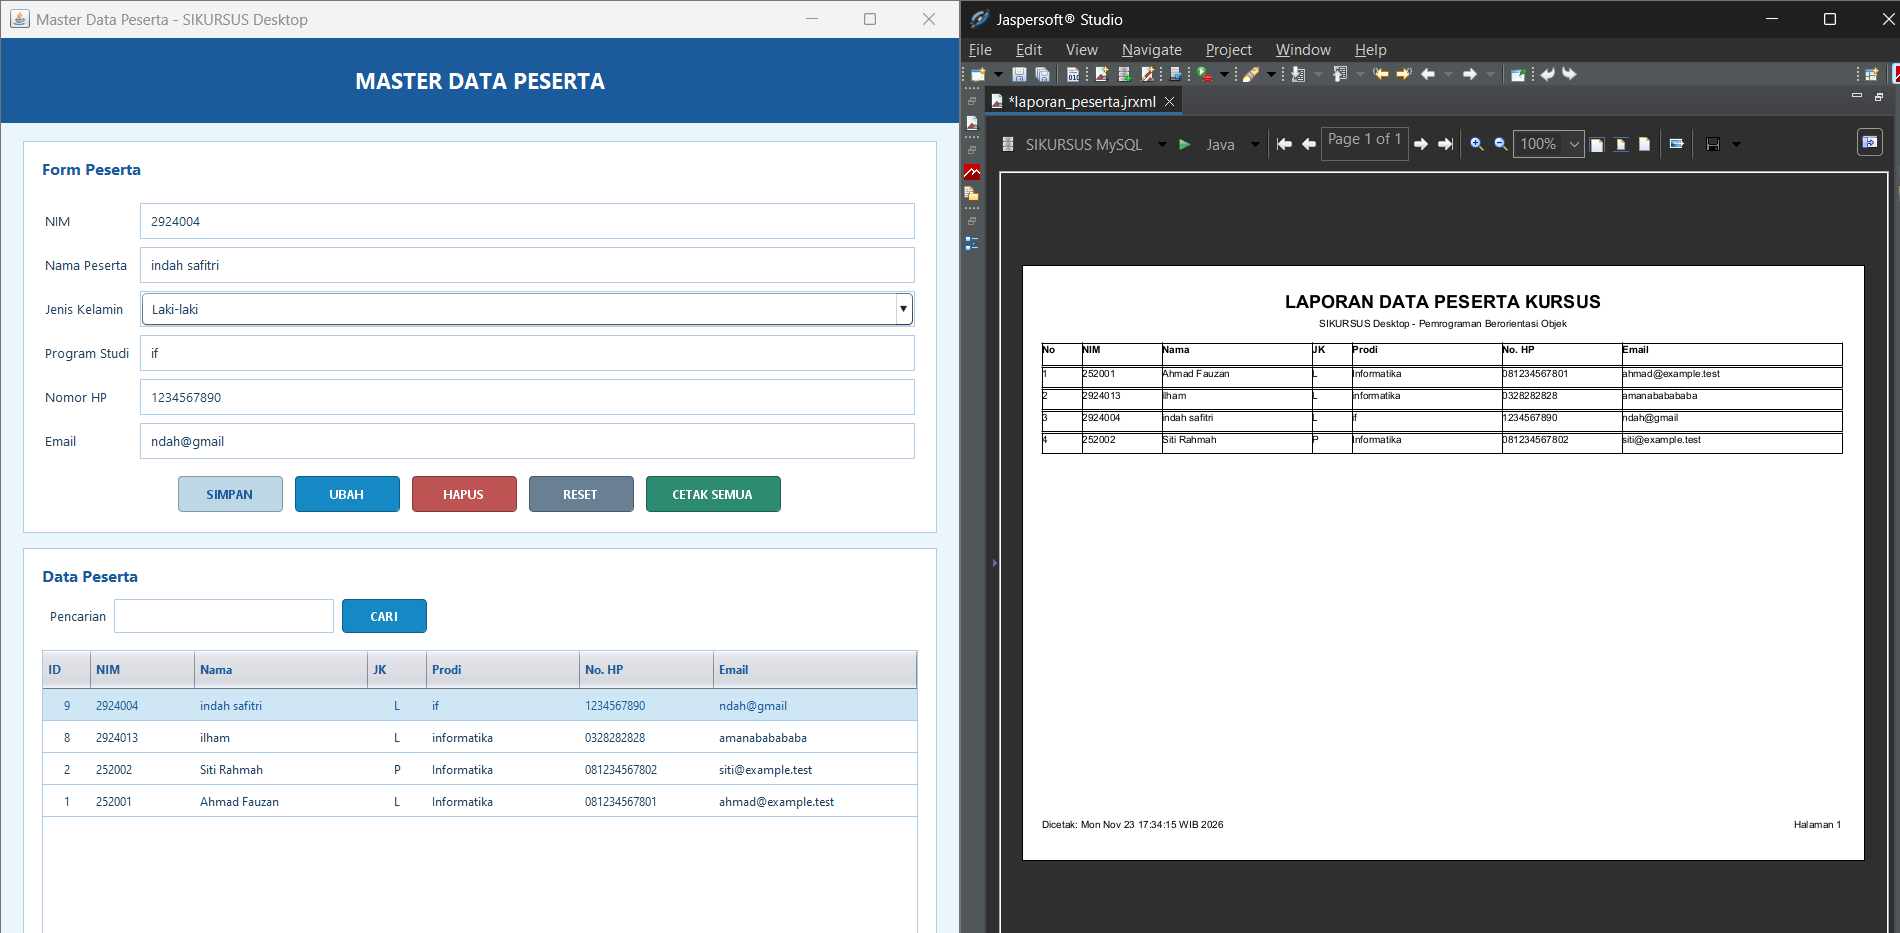 Master Data Peserta - SIKURSUS Desktop
MASTER DATA PESERTA
Form Peserta
NIM 2924004
Nama Peserta indah safitri
Jenis Kelamin Laki-laki
Program Studi if
Nomor HP 1234567890
Email ndah@gmail
SIMPAN UBAH HAPUS RESET CETAK SEMUA
Data Peserta
Pencarian CARI
ID NIM Nama JK Prodi No. HP Email
9 2924004 indah safitri L if 1234567890 ndah@gmail
8 2924013 ilham L informatika 0328282828 amanababababa
2 252002 Siti Rahmah P Informatika 081234567802 siti@example.test
1 252001 Ahmad Fauzan L Informatika 081234567801 ahmad@example.test
Jaspersoft® Studio
File Edit View Navigate Project Window Help
*laporan_peserta.jrxml
SIKURSUS MySQL Java Page 1 of 1 100%
LAPORAN DATA PESERTA KURSUS
SIKURSUS Desktop - Pemrograman Berorientasi Objek
No NIM Nama JK Prodi No. HP Email
1 252001 Ahmad Fauzan L Informatika 081234567801 ahmad@example.test
2 2924013 ilham L informatika 0328282828 amanababababa
3 2924004 indah safitri L if 1234567890 ndah@gmail
4 252002 Siti Rahmah P Informatika 081234567802 siti@example.test
Dicetak: Mon Nov 23 17:34:15 WIB 2026 Halaman 1